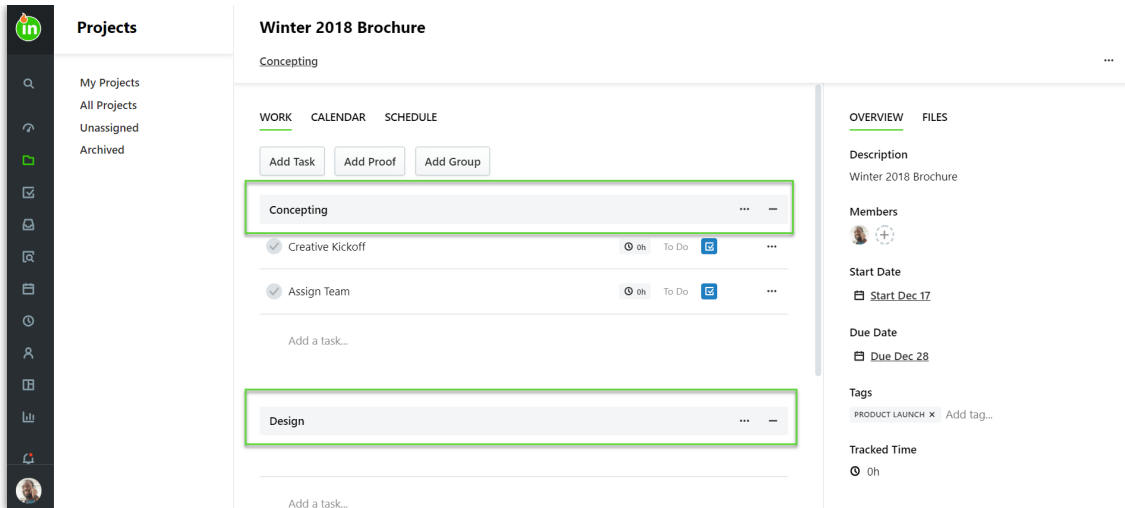 in
Projects
My Projects
All Projects
Unassigned
Archived
Winter 2018 Brochure
Concepting
...
WORK CALENDAR SCHEDULE
Add Task Add Proof Add Group
Concepting ... –
Creative Kickoff 0h To Do ...
Assign Team 0h To Do ...
Add a task...
Design ... –
Add a task...
OVERVIEW FILES
Description
Winter 2018 Brochure
Members
Start Date
Start Dec 17
Due Date
Due Dec 28
Tags
PRODUCT LAUNCH × Add tag...
Tracked Time
0h